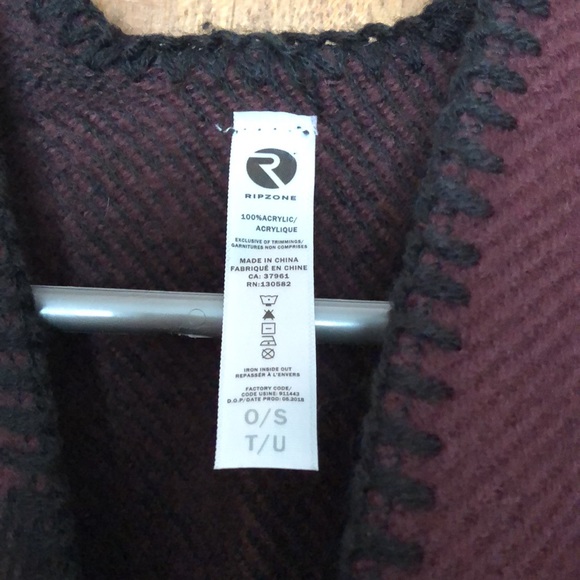 R
RIPZONE
100%ACRYLIC/
ACRYLIQUE
EXCLUSIVE OF TRIMMINGS/
GARNITURES NON COMPRISES
MADE IN CHINA
FABRIQUÉ EN CHINE
CA: 37961
RN:130582
IRON INSIDE OUT
REPASSER À L'ENVERS
FACTORY CODE/
CODE USINE: 911443
D.O.P/DATE PROD: 05.2018
O/S
T/U